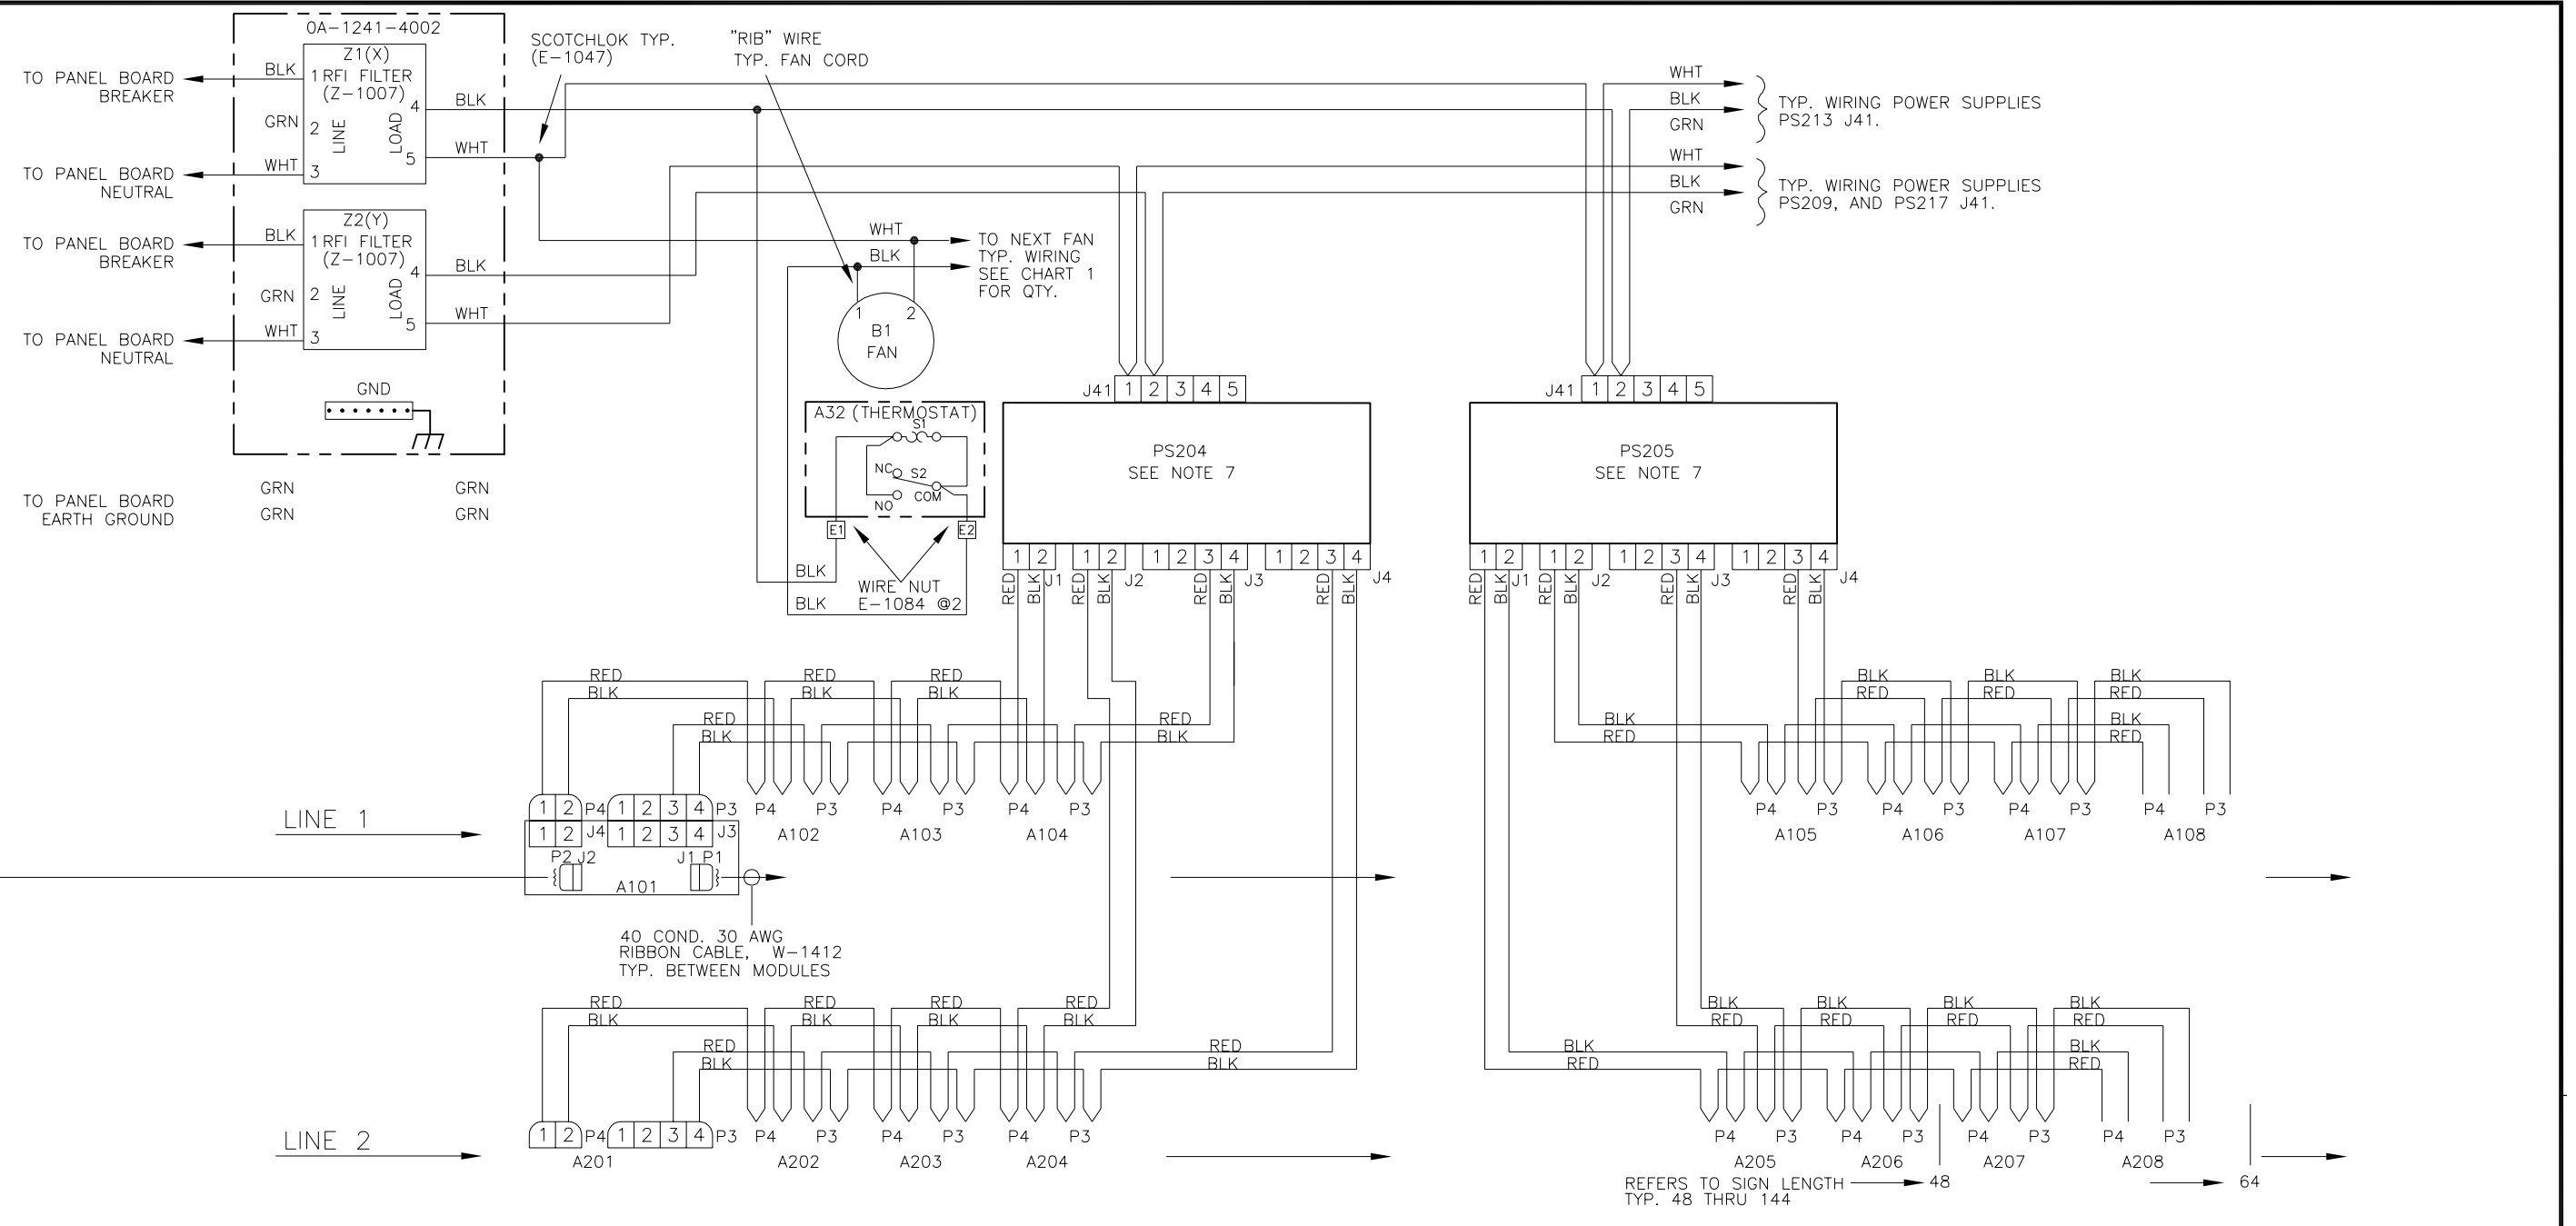 0A-1241-4002
Z1(X)
1 RFI FILTER
(Z-1007)
4
2
LINE
LOAD
5
3
BLK
GRN
WHT
TO PANEL BOARD
BREAKER
TO PANEL BOARD
NEUTRAL
BLK
WHT
Z2(Y)
1 RFI FILTER
(Z-1007)
4
2
LINE
LOAD
5
3
BLK
GRN
WHT
TO PANEL BOARD
BREAKER
TO PANEL BOARD
NEUTRAL
BLK
WHT
GND
TO PANEL BOARD
EARTH GROUND
GRN
GRN
GRN
GRN
SCOTCHLOK TYP.
(E-1047)
"RIB" WIRE
TYP. FAN CORD
WHT
BLK
GRN
TYP. WIRING POWER SUPPLIES
PS213 J41.
WHT
BLK
GRN
TYP. WIRING POWER SUPPLIES
PS209, AND PS217 J41.
WHT
BLK
TO NEXT FAN
TYP. WIRING
SEE CHART 1
FOR QTY.
1 2
B1
FAN
A32 (THERMOSTAT)
S1
NC
S2
COM
NO
E1 E2
BLK
BLK
WIRE NUT
E-1084 @2
J41 1 2 3 4 5
PS204
SEE NOTE 7
1 2 1 2 1 2 3 4 1 2 3 4
J1 J2 J3 J4
RED BLK RED BLK RED BLK RED BLK
J41 1 2 3 4 5
PS205
SEE NOTE 7
1 2 1 2 1 2 3 4 1 2 3 4
J1 J2 J3 J4
RED BLK RED BLK RED BLK RED BLK
RED RED RED
BLK BLK BLK
RED RED
BLK BLK
BLK BLK BLK
RED RED RED
BLK BLK
RED RED
LINE 1
1 2 P4 1 2 3 4 P3 P4 P3 P4 P3 P4 P3
1 2 J4 1 2 3 4 J3
A102 A103 A104
P4 P3 P4 P3 P4 P3 P4 P3
A105 A106 A107 A108
P2 J2 J1 P1
A101
40 COND. 30 AWG
RIBBON CABLE, W-1412
TYP. BETWEEN MODULES
RED RED RED RED
BLK BLK BLK BLK
RED RED
BLK BLK
BLK BLK BLK BLK
RED RED RED RED
BLK BLK
RED RED
LINE 2
1 2 P4 1 2 3 4 P3 P4 P3 P4 P3 P4 P3
A201 A202 A203 A204
P4 P3 P4 P3 P4 P3 P4 P3
A205 A206 A207 A208
REFERS TO SIGN LENGTH 48 64
TYP. 48 THRU 144